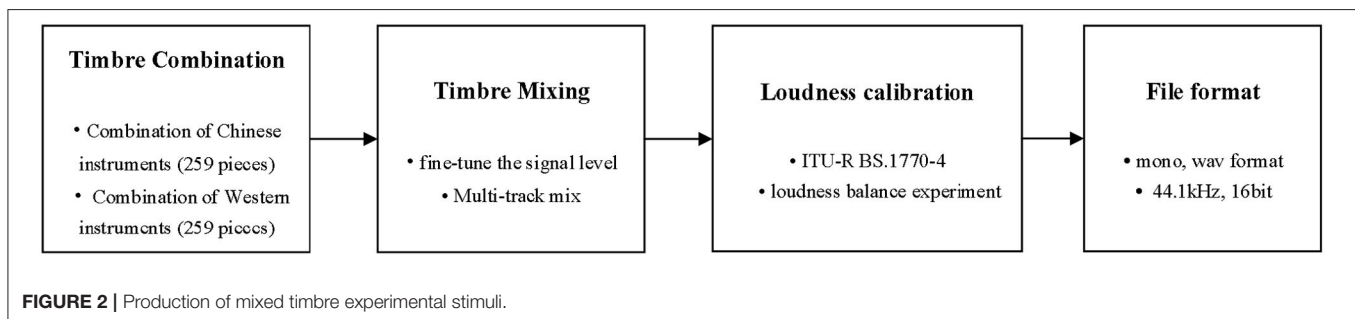 Timbre Combination
• Combination of Chinese
instruments (259 pieces)
• Combination of Western
instruments (259 pieces)
Timbre Mixing
• fine-tune the signal level
• Multi-track mix
Loudness calibration
• ITU-R BS.1770-4
• loudness balance experiment
File format
• mono, wav format
• 44.1kHz, 16bit
FIGURE 2 | Production of mixed timbre experimental stimuli.